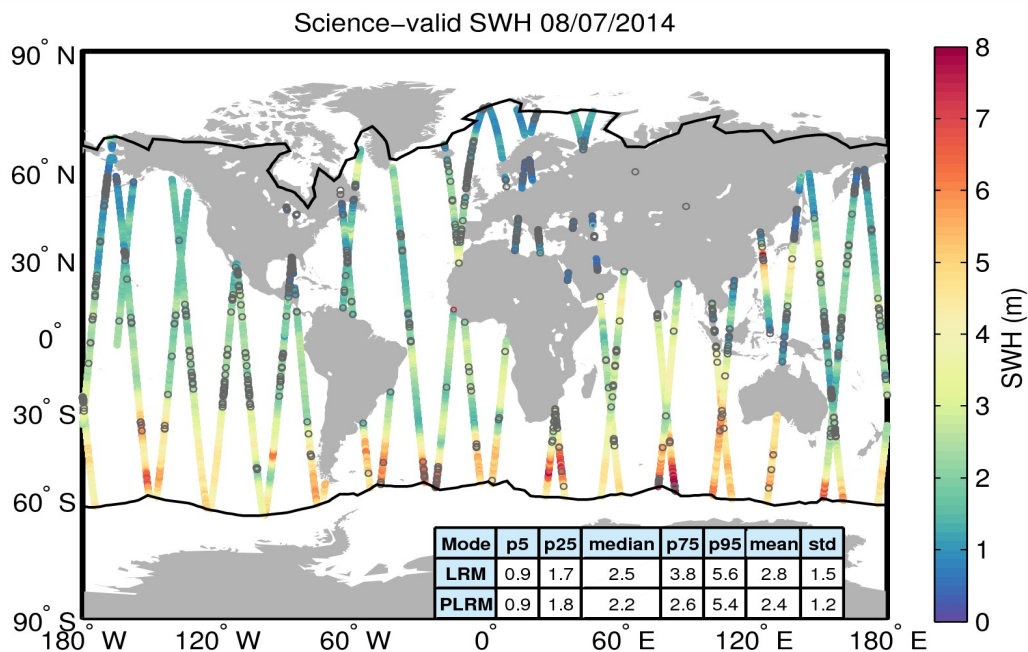 Science−valid SWH 08/07/2014
90° N
60° N
30° N
0°
30° S
60° S
90° S
180° W
120° W
60° W
0°
60° E
120° E
180° E
8
7
6
5
4
3
2
1
0
SWH (m)
Mode p5 p25 median p75 p95 mean std
LRM 0.9 1.7 2.5 3.8 5.6 2.8 1.5
PLRM 0.9 1.8 2.2 2.6 5.4 2.4 1.2